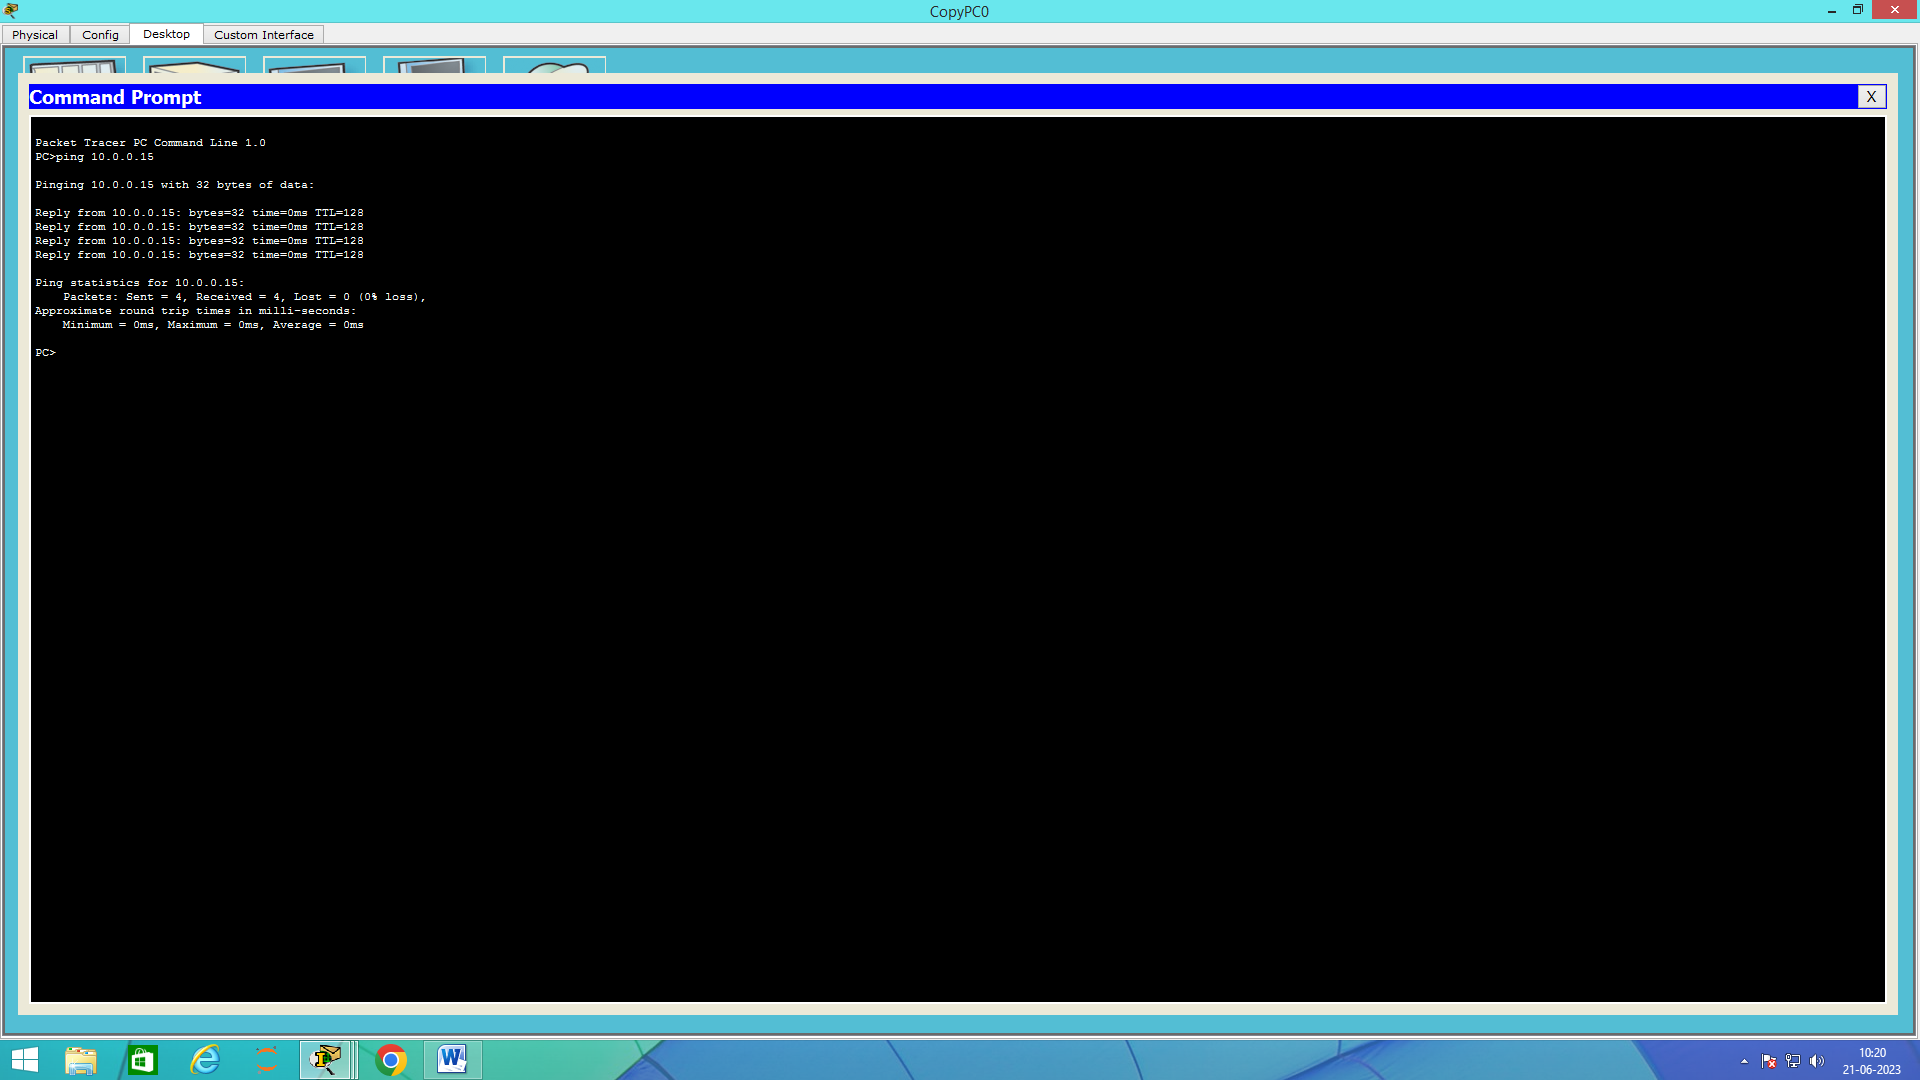 CopyPC0
Physical Config Desktop Custom Interface
Command Prompt
X
Packet Tracer PC Command Line 1.0
PC>ping 10.0.0.15
Pinging 10.0.0.15 with 32 bytes of data:
Reply from 10.0.0.15: bytes=32 time=0ms TTL=128
Reply from 10.0.0.15: bytes=32 time=0ms TTL=128
Reply from 10.0.0.15: bytes=32 time=0ms TTL=128
Reply from 10.0.0.15: bytes=32 time=0ms TTL=128
Ping statistics for 10.0.0.15:
Packets: Sent = 4, Received = 4, Lost = 0 (0% loss),
Approximate round trip times in milli-seconds:
Minimum = 0ms, Maximum = 0ms, Average = 0ms
PC>
10:20
21-06-2023